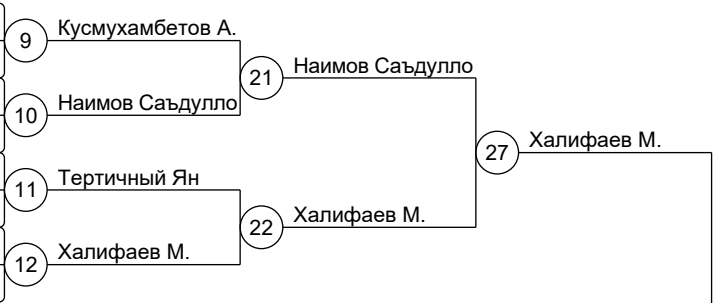 9 Кусмухамбетов А.
21 Наимов Саъдулло
10 Наимов Саъдулло
27 Халифаев М.
11 Тертичный Ян
22 Халифаев М.
12 Халифаев М.